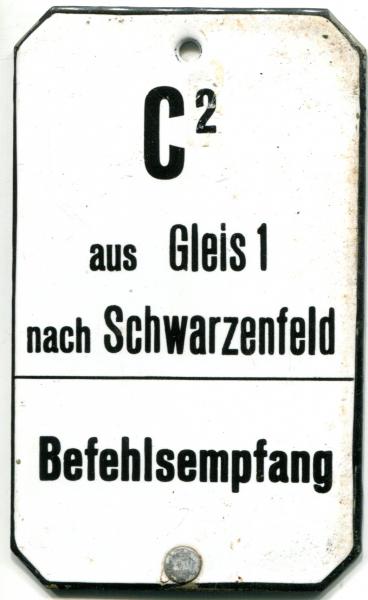 C²
aus Gleis 1
nach Schwarzenfeld
Befehlsempfang